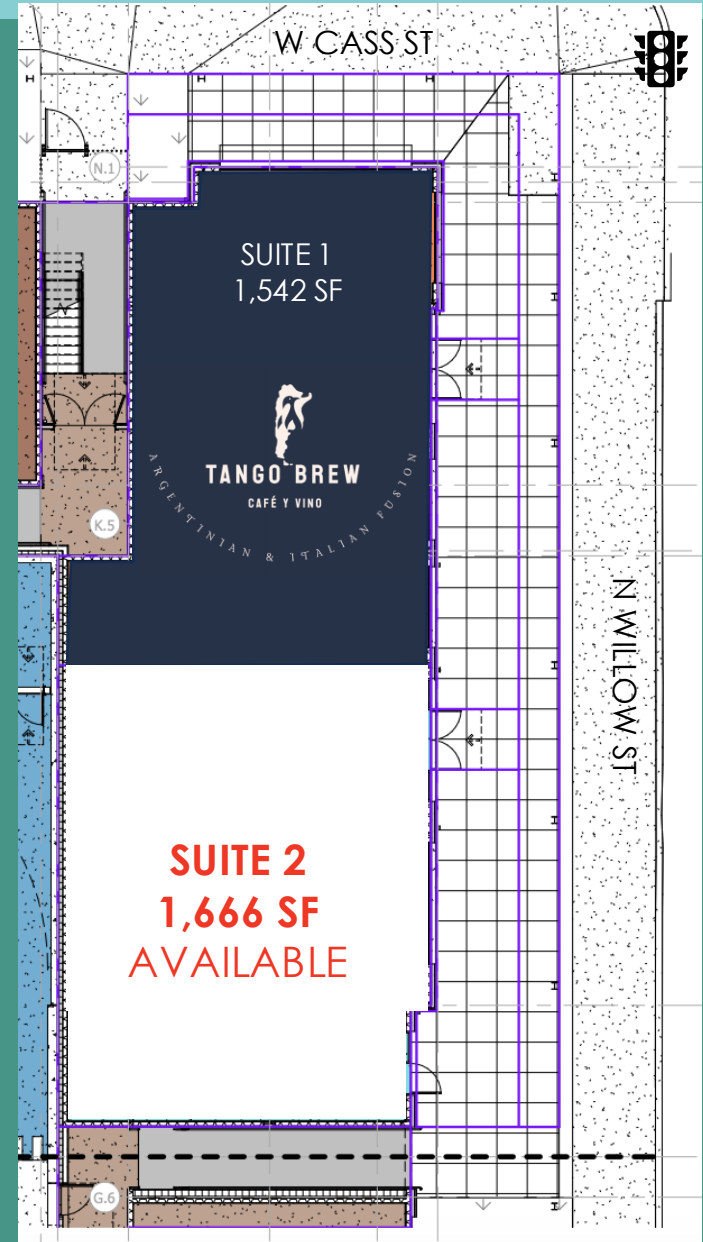 W CASS ST
N.1
SUITE 1
1,542 SF
TANGO BREW
CAFÉ Y VINO
ARGENTINIAN & ITALIAN FUSION
K.5
N WILLOW ST
SUITE 2
1,666 SF
AVAILABLE
G.6